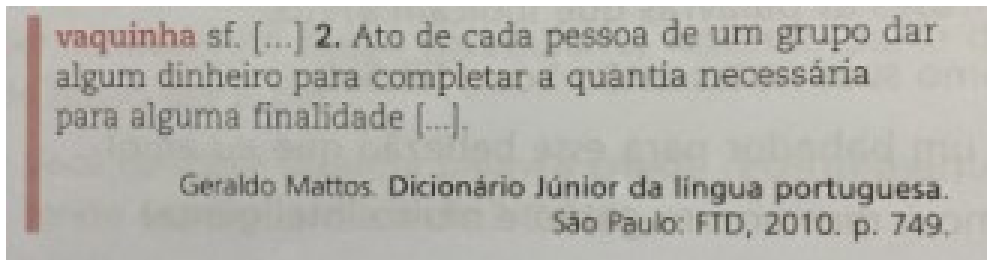 vaquinha sf. [...] 2. Ato de cada pessoa de um grupo dar
algum dinheiro para completar a quantia necessária
para alguma finalidade [...].
Geraldo Mattos. Dicionário Júnior da língua portuguesa.
São Paulo: FTD, 2010. p. 749.